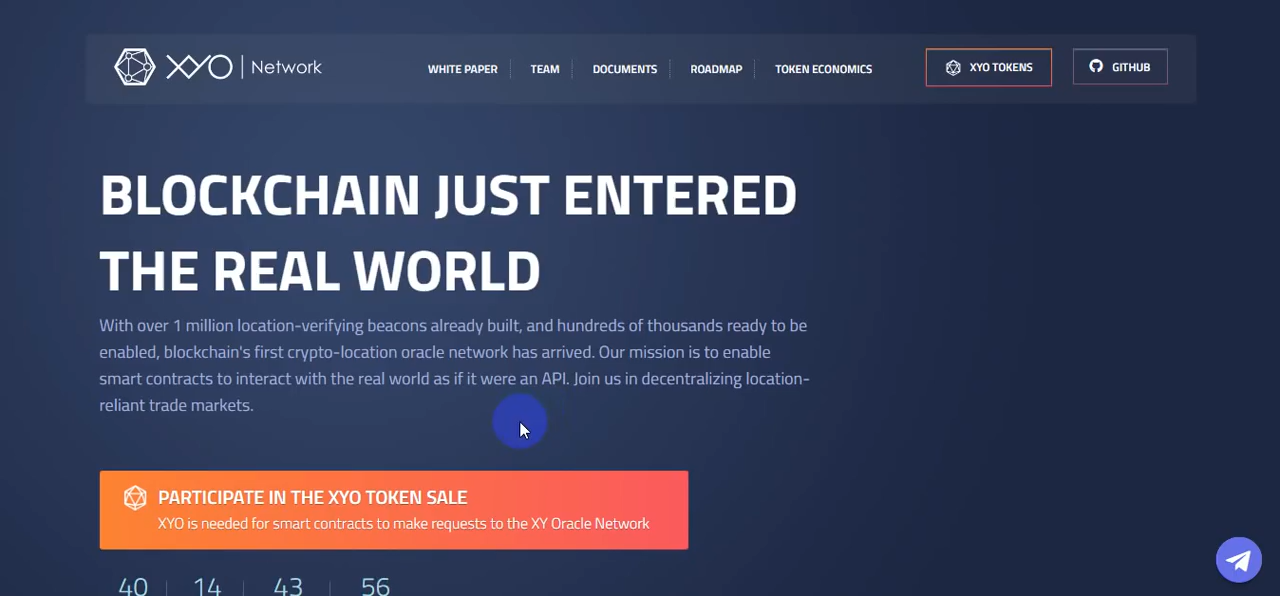 XYO | Network
WHITE PAPER
TEAM
DOCUMENTS
ROADMAP
TOKEN ECONOMICS
XYO TOKENS
GITHUB
BLOCKCHAIN JUST ENTERED
THE REAL WORLD
With over 1 million location-verifying beacons already built, and hundreds of thousands ready to be
enabled, blockchain's first crypto-location oracle network has arrived. Our mission is to enable
smart contracts to interact with the real world as if it were an API. Join us in decentralizing location-
reliant trade markets.
PARTICIPATE IN THE XYO TOKEN SALE
XYO is needed for smart contracts to make requests to the XY Oracle Network
40 14 43 56